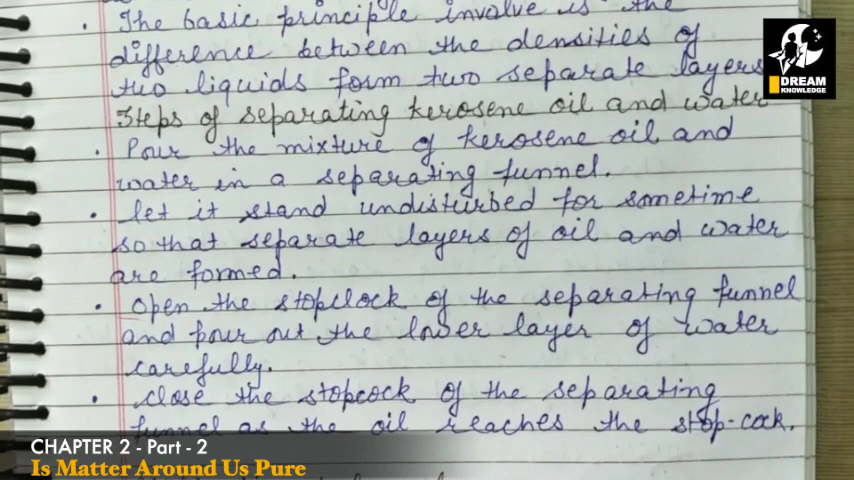 . The basic principle involve is the
difference between the densities of
two liquids form two separate layers
Steps of separating kerosene oil and water
. Pour the mixture of kerosene oil and
water in a separating funnel.
. let it stand undisturbed for sometime
so that separate layers of oil and water
are formed.
. Open the stopclock of the separating funnel
and pour out the lower layer of water
carefully.
. close the stopcock of the separating
funnel as the oil reaches the stop-cock.
DREAM
KNOWLEDGE
CHAPTER 2 - Part - 2
Is Matter Around Us Pure